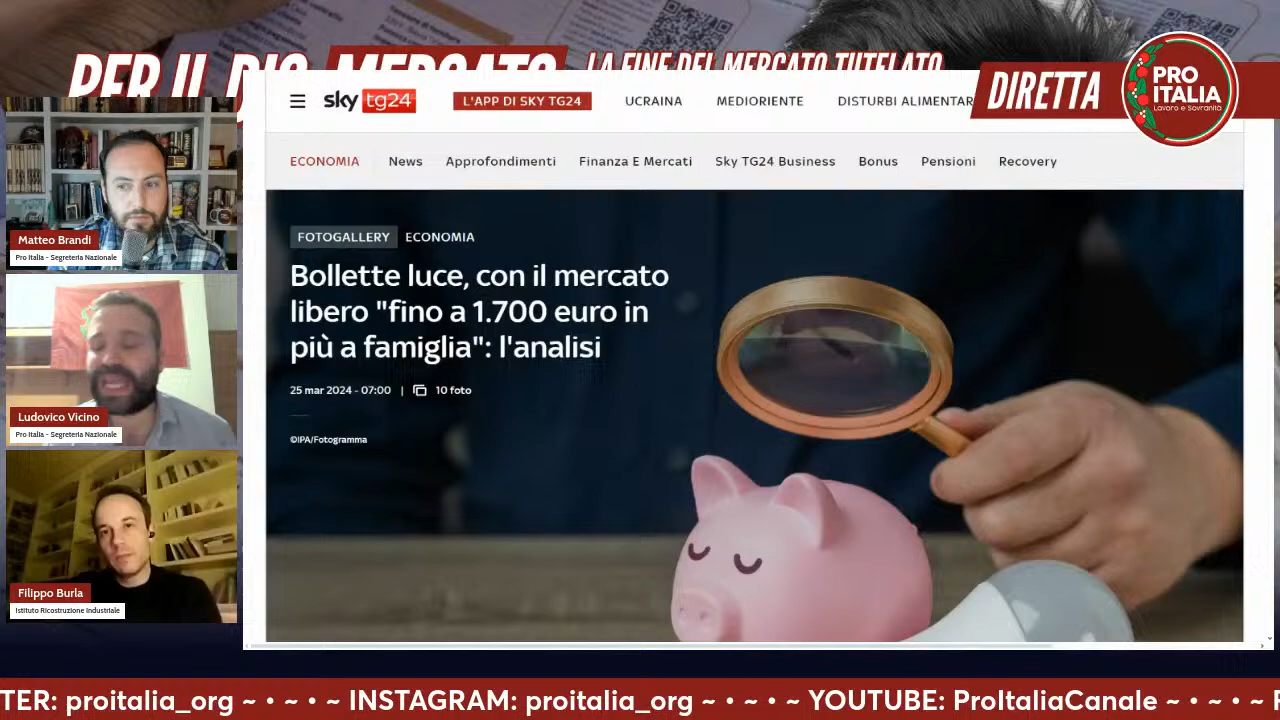 PER IL DIO MERCATO
LA FINE DEL MERCATO TUTELATO
DIRETTA
PRO
ITALIA
Lavoro e Sovranità
sky tg24
L'APP DI SKY TG24
UCRAINA
MEDIORIENTE
DISTURBI ALIMENTAR
ECONOMIA
News
Approfondimenti
Finanza E Mercati
Sky TG24 Business
Bonus
Pensioni
Recovery
FOTOGALLERY ECONOMIA
Bollette luce, con il mercato
libero "fino a 1.700 euro in
più a famiglia": l'analisi
25 mar 2024 - 07:00 | 10 foto
©IPA/Fotogramma
Matteo Brandi
Pro Italia - Segreteria Nazionale
Ludovico Vicino
Pro Italia - Segreteria Nazionale
Filippo Burla
Istituto Ricostruzione Industriale
TER: proitalia_org ~ • ~ • ~ INSTAGRAM: proitalia_org ~ • ~ • ~ YOUTUBE: ProItaliaCanale ~ • ~ • ~